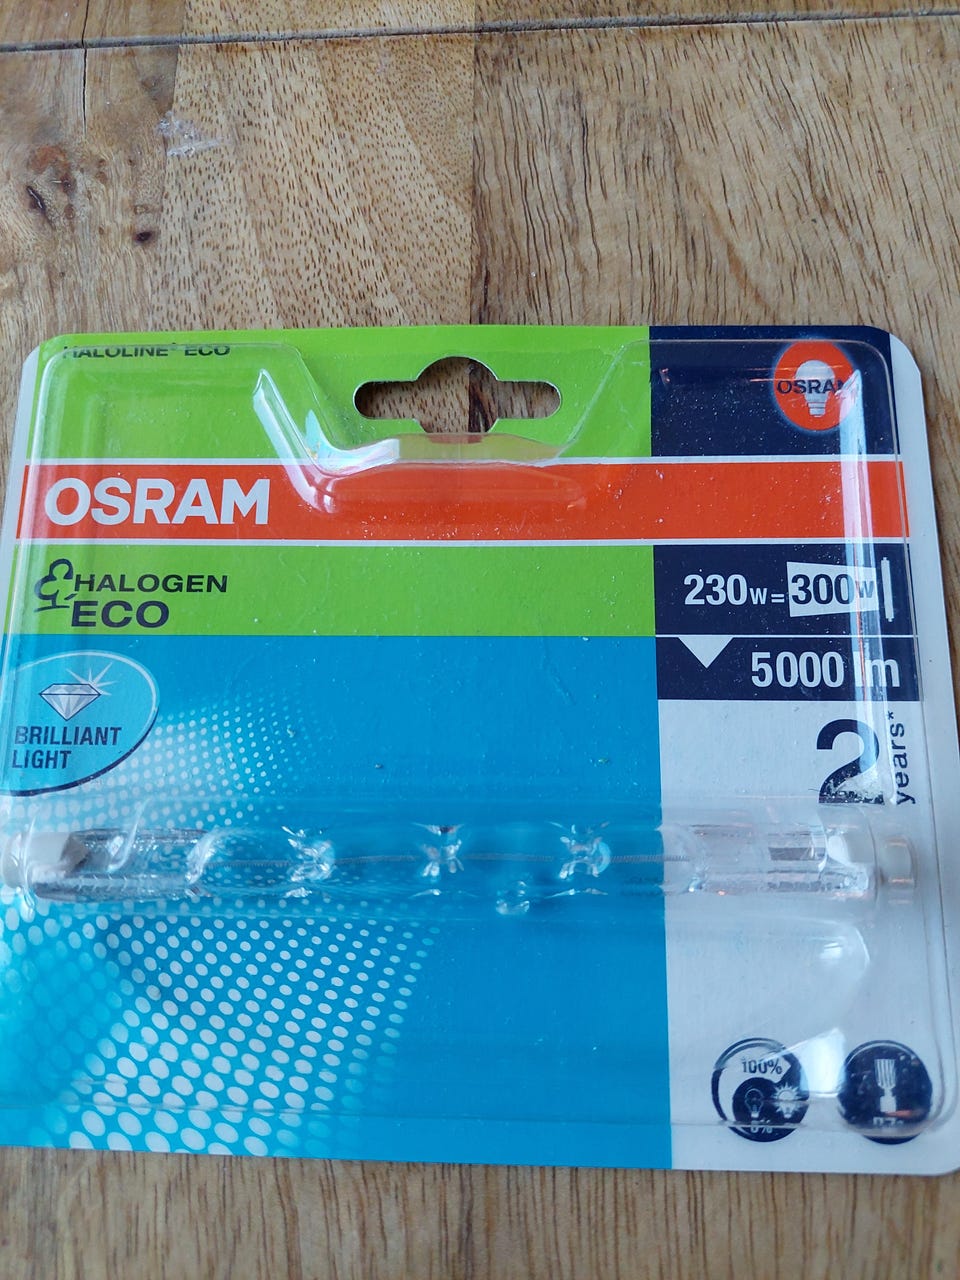 HALOLINE® ECO
OSRAM
OSRAM
HALOGEN
ECO
230W=300W
5000 lm
BRILLIANT
LIGHT
2 years*
100%